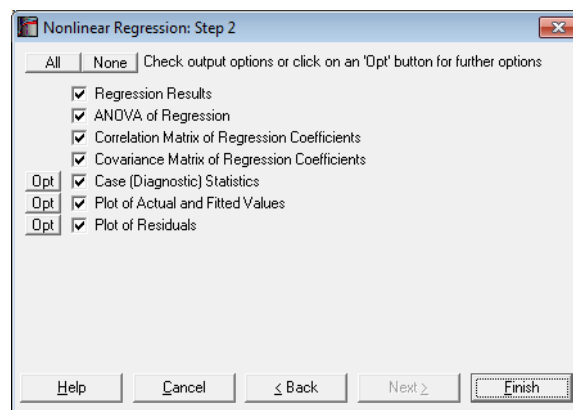 Nonlinear Regression: Step 2
All None Check output options or click on an 'Opt' button for further options
Regression Results
ANOVA of Regression
Correlation Matrix of Regression Coefficients
Covariance Matrix of Regression Coefficients
Opt Case (Diagnostic) Statistics
Opt Plot of Actual and Fitted Values
Opt Plot of Residuals
Help Cancel < Back Next > Finish